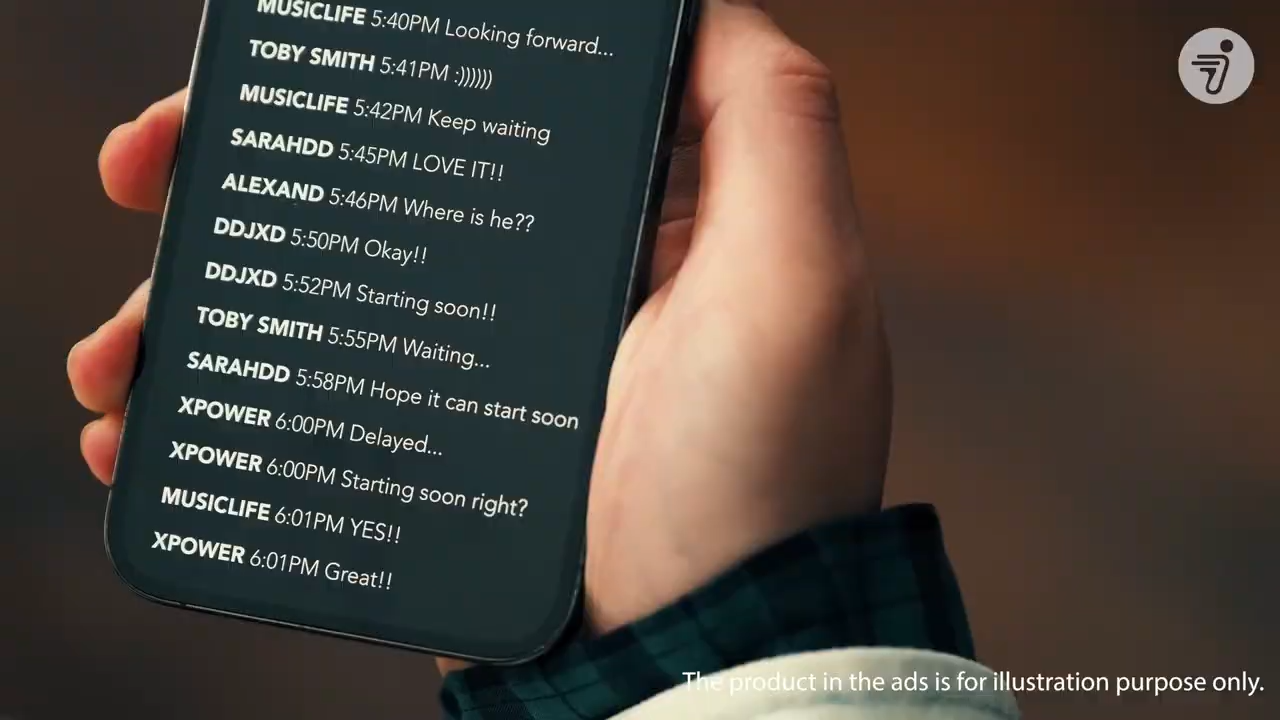 MUSICLIFE 5:40PM Looking forward...
TOBY SMITH 5:41PM :))))))
MUSICLIFE 5:42PM Keep waiting
SARAHDD 5:45PM LOVE IT!!
ALEXAND 5:46PM Where is he??
DDJXD 5:50PM Okay!!
DDJXD 5:52PM Starting soon!!
TOBY SMITH 5:55PM Waiting...
SARAHDD 5:58PM Hope it can start soon
XPOWER 6:00PM Delayed...
XPOWER 6:00PM Starting soon right?
MUSICLIFE 6:01PM YES!!
XPOWER 6:01PM Great!!
The product in the ads is for illustration purpose only.